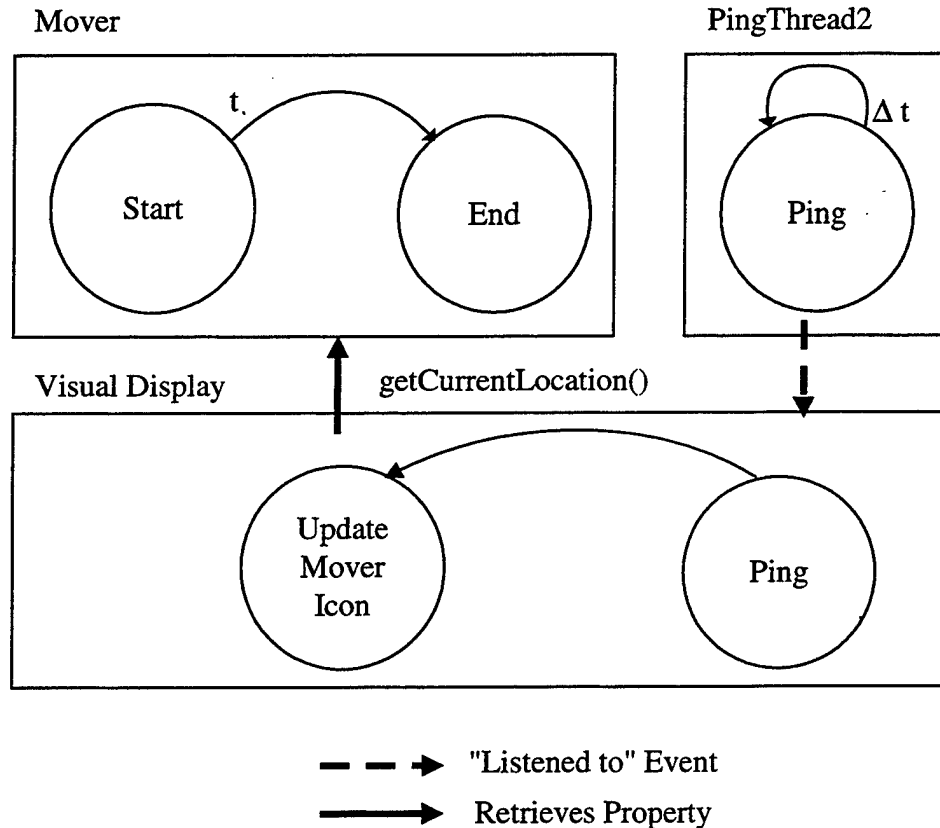 Mover
PingThread2
t
Δ t
Start
End
Ping
Visual Display
getCurrentLocation()
Update
Mover
Icon
Ping
"Listened to" Event
Retrieves Property